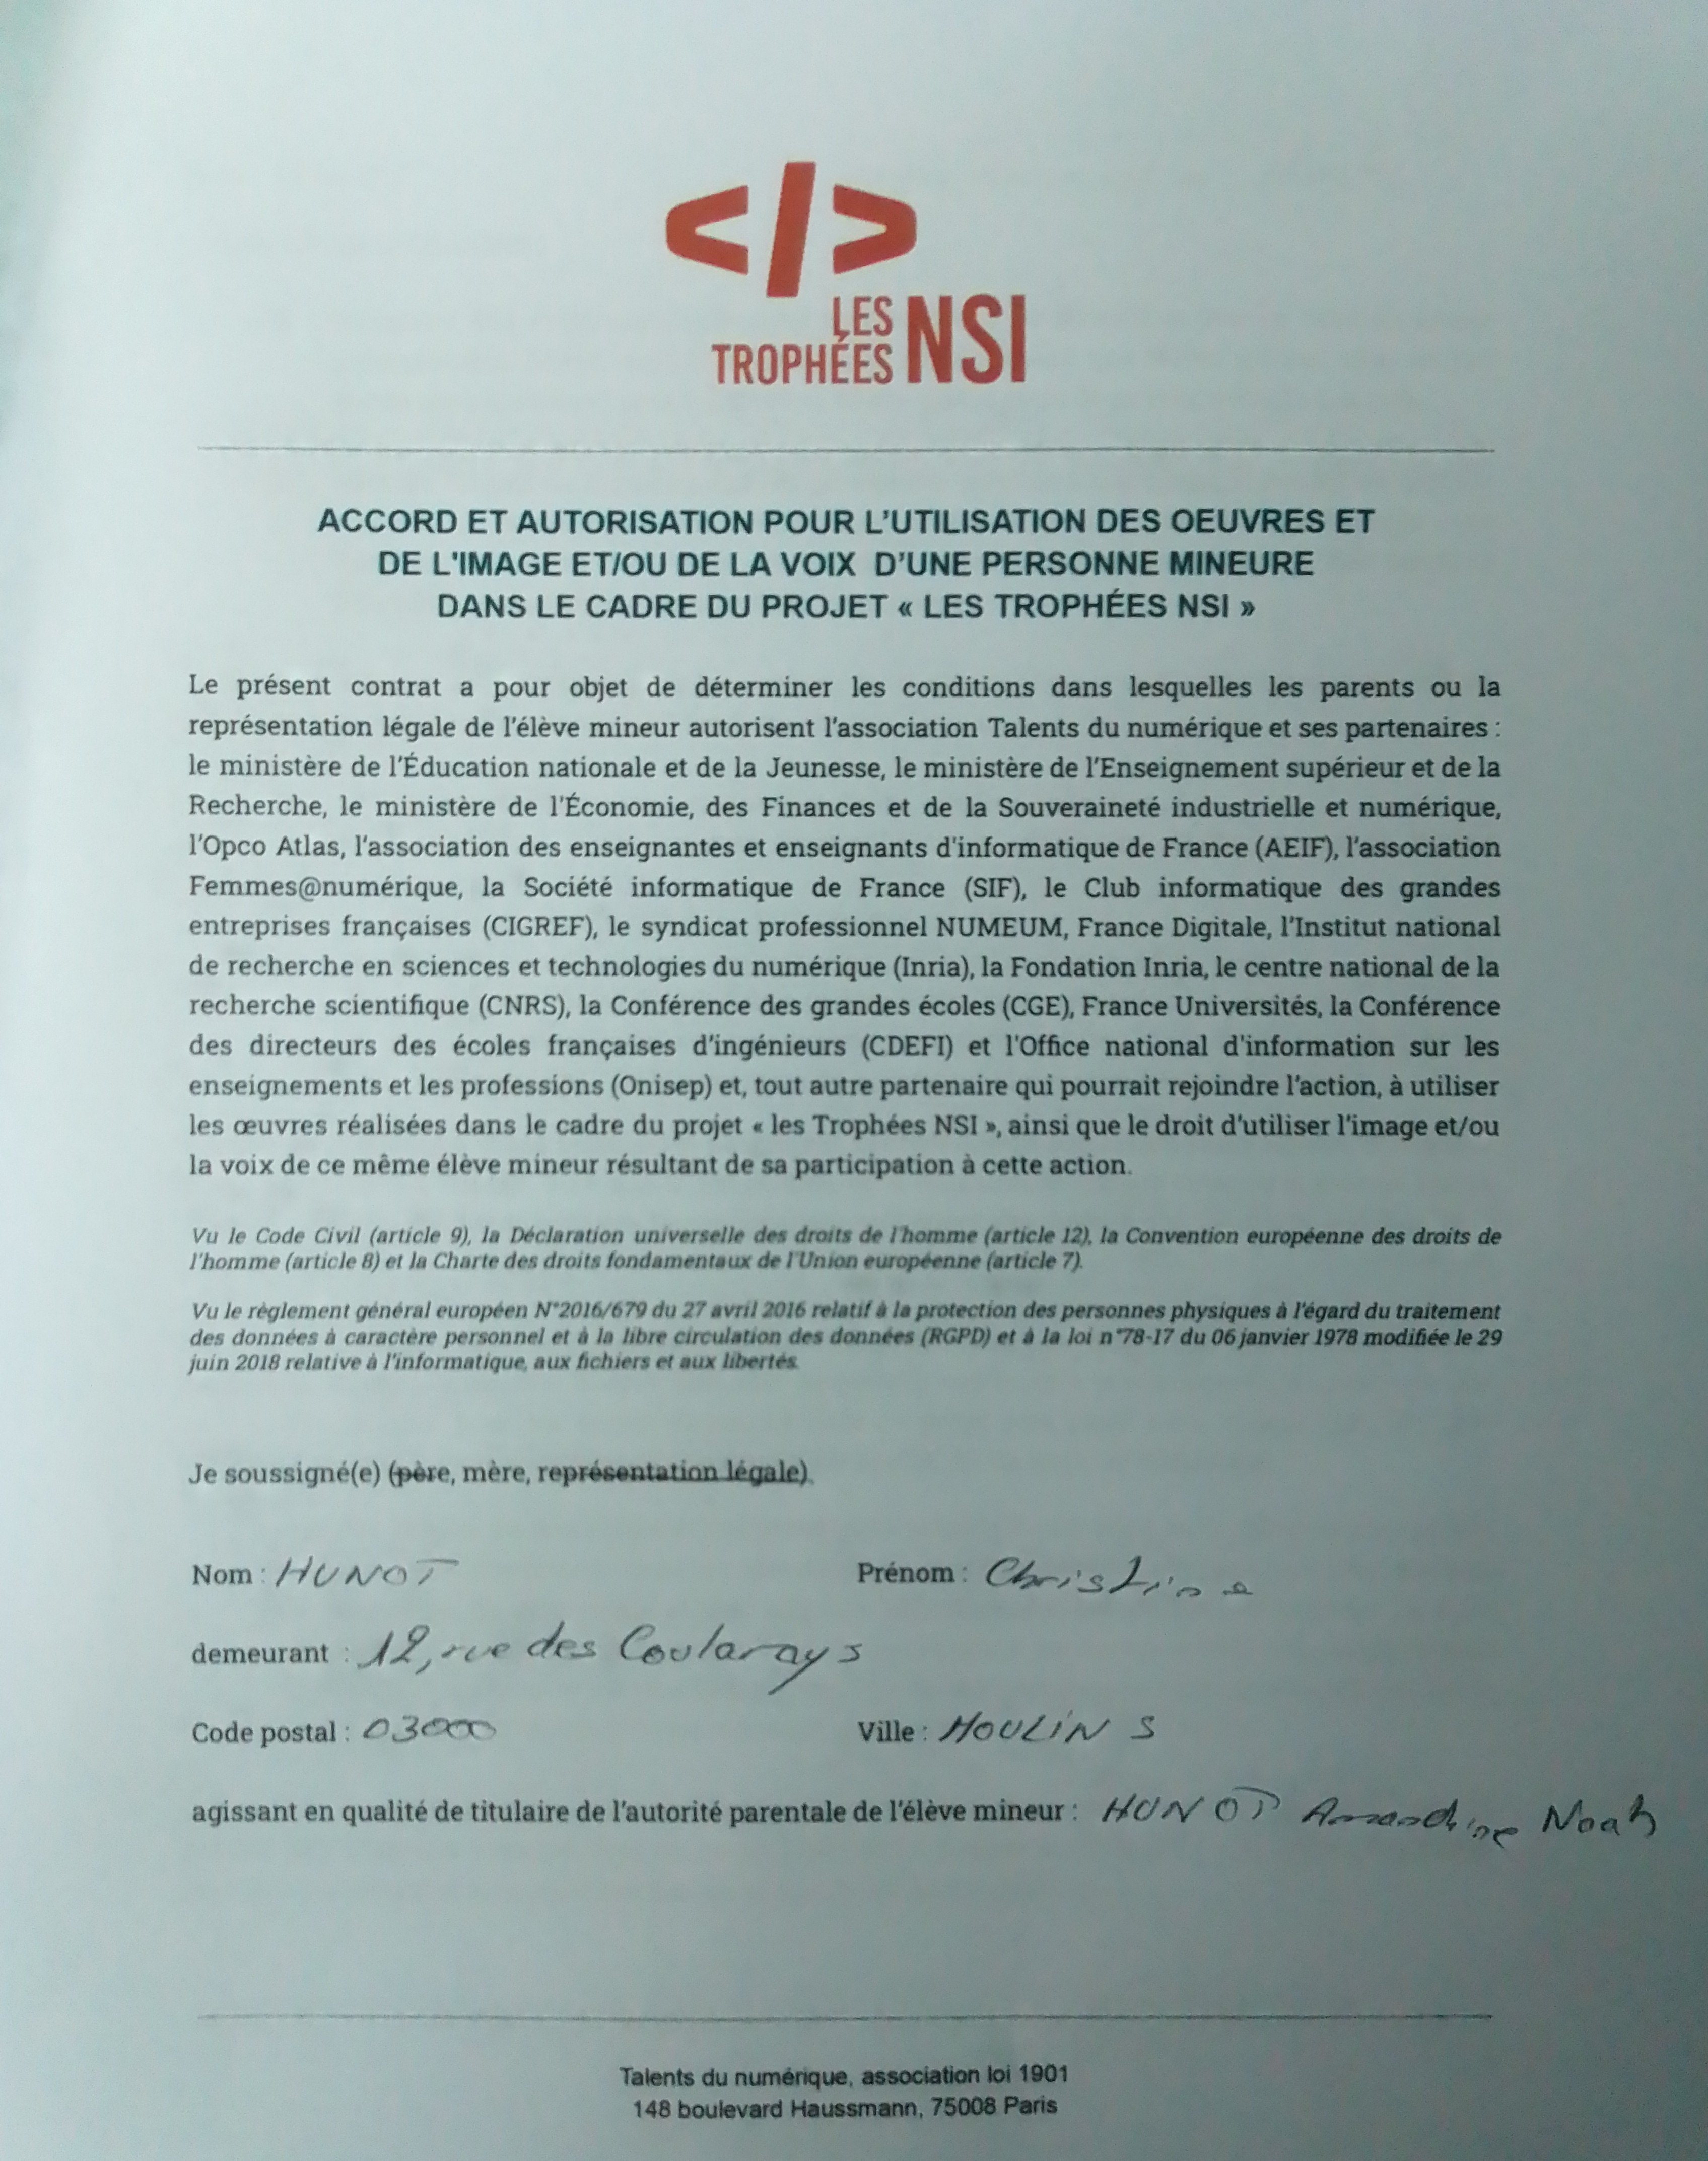 </>
LES
TROPHÉES NSI
ACCORD ET AUTORISATION POUR L'UTILISATION DES OEUVRES ET
DE L'IMAGE ET/OU DE LA VOIX D'UNE PERSONNE MINEURE
DANS LE CADRE DU PROJET « LES TROPHÉES NSI »
Le présent contrat a pour objet de déterminer les conditions dans lesquelles les parents ou la
représentation légale de l'élève mineur autorisent l'association Talents du numérique et ses partenaires :
le ministère de l'Éducation nationale et de la Jeunesse, le ministère de l'Enseignement supérieur et de la
Recherche, le ministère de l'Économie, des Finances et de la Souveraineté industrielle et numérique,
l'Opco Atlas, l'association des enseignantes et enseignants d'informatique de France (AEIF), l'association
Femmes@numérique, la Société informatique de France (SIF), le Club informatique des grandes
entreprises françaises (CIGREF), le syndicat professionnel NUMEUM, France Digitale, l'Institut national
de recherche en sciences et technologies du numérique (Inria), la Fondation Inria, le centre national de la
recherche scientifique (CNRS), la Conférence des grandes écoles (CGE), France Universités, la Conférence
des directeurs des écoles françaises d'ingénieurs (CDEFI) et l'Office national d'information sur les
enseignements et les professions (Onisep) et, tout autre partenaire qui pourrait rejoindre l'action, à utiliser
les œuvres réalisées dans le cadre du projet « les Trophées NSI », ainsi que le droit d'utiliser l'image et/ou
la voix de ce même élève mineur résultant de sa participation à cette action.
Vu le Code Civil (article 9), la Déclaration universelle des droits de l'homme (article 12), la Convention européenne des droits de
l'homme (article 8) et la Charte des droits fondamentaux de l'Union européenne (article 7).
Vu le règlement général européen N°2016/679 du 27 avril 2016 relatif à la protection des personnes physiques à l'égard du traitement
des données à caractère personnel et à la libre circulation des données (RGPD) et à la loi n°78-17 du 06 janvier 1978 modifiée le 29
juin 2018 relative à l'informatique, aux fichiers et aux libertés.
Je soussigné(e) (père, mère, représentation légale),
Nom : HUNOT Prénom : Christine
demeurant : 12, rue des Coularays
Code postal : 03000 Ville : MOULINS
agissant en qualité de titulaire de l'autorité parentale de l'élève mineur : HUNOT Amandine Noah
Talents du numérique, association loi 1901
148 boulevard Haussmann, 75008 Paris